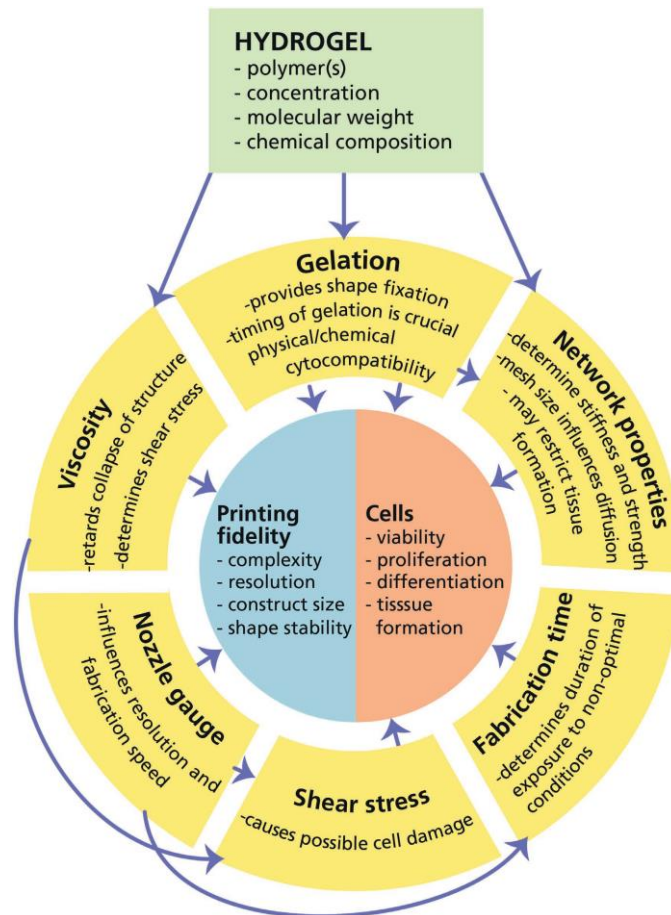 HYDROGEL
- polymer(s)
- concentration
- molecular weight
- chemical composition
Gelation
-provides shape fixation
-timing of gelation is crucial
physical/chemical
cytocompatibility
Viscosity
-retards collapse of structure
-determines shear stress
Network properties
-determine stiffness and strength
-mesh size influences diffusion
- may restrict tissue
formation
Printing
fidelity
- complexity
- resolution
- construct size
- shape stability
Cells
- viability
- proliferation
- differentiation
- tisssue
formation
Nozzle gauge
-influences resolution and
fabrication speed
Shear stress
-causes possible cell damage
Fabrication time
-determines duration of
exposure to non-optimal
conditions